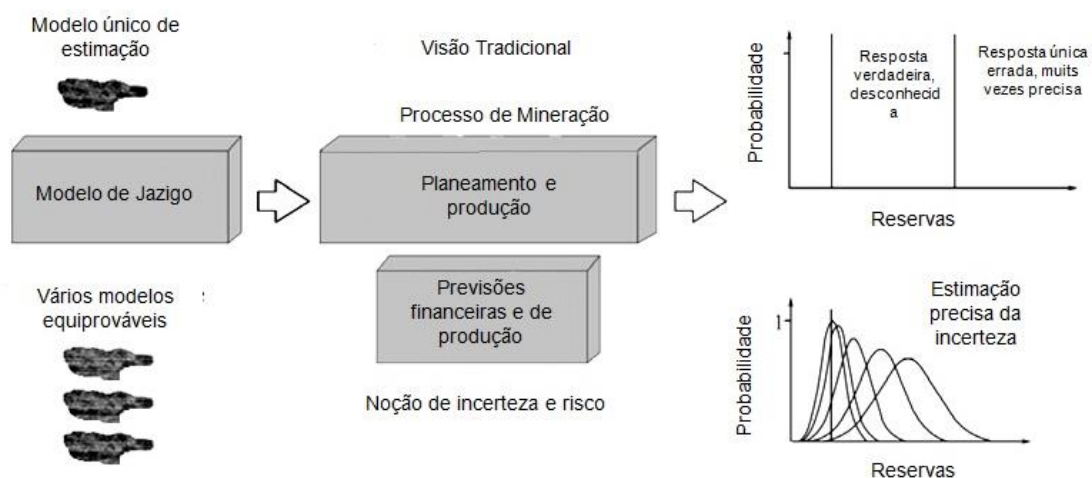 Modelo único de
estimação
Visão Tradicional
Processo de Mineração
Modelo de Jazigo
Planeamento e
produção
Probabilidade
Resposta
verdadeira,
desconhecid
a
Resposta única
errada, muits
vezes precisa
Reservas
Vários modelos
equiprováveis
Previsões
financeiras e de
produção
Noção de incerteza e risco
Probabilidade
1
Estimação
precisa da
incerteza
Reservas